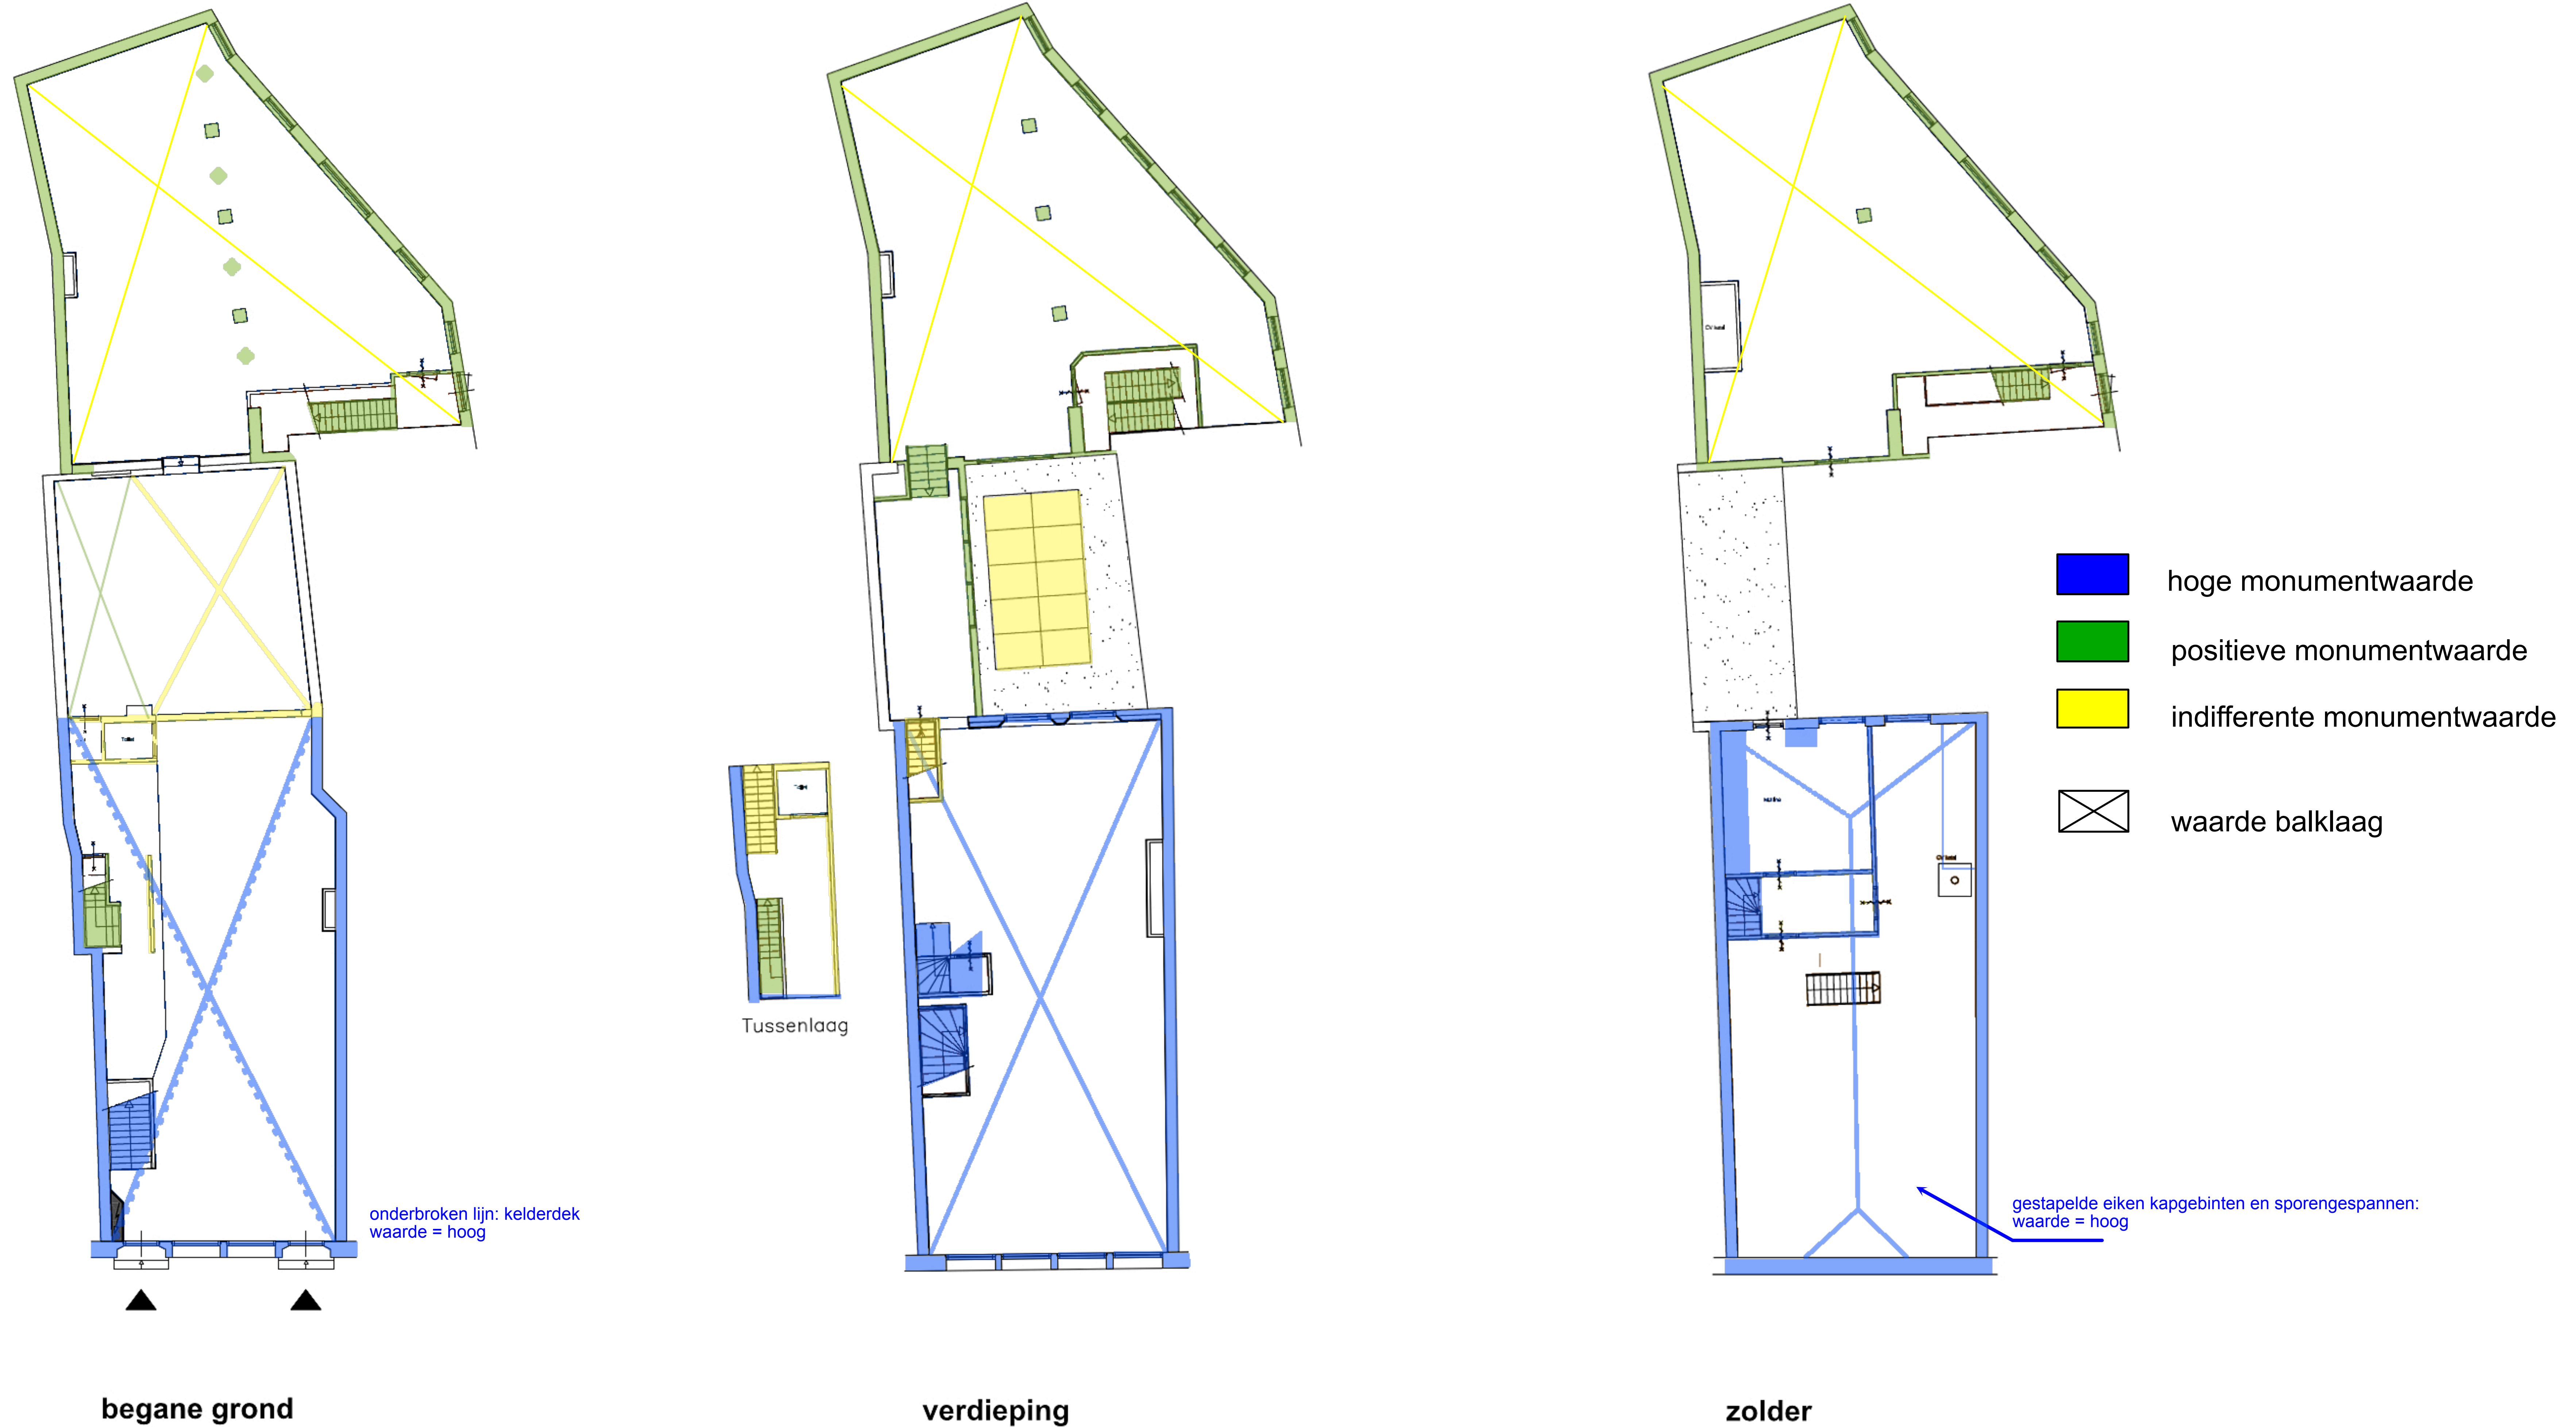 hoge monumentwaarde
positieve monumentwaarde
indifferente monumentwaarde
waarde balklaag
Toilet
Tussenlaag
onderbroken lijn: kelderdek
waarde = hoog
gestapelde eiken kapgebinten en sporengespannen:
waarde = hoog
begane grond
verdieping
zolder